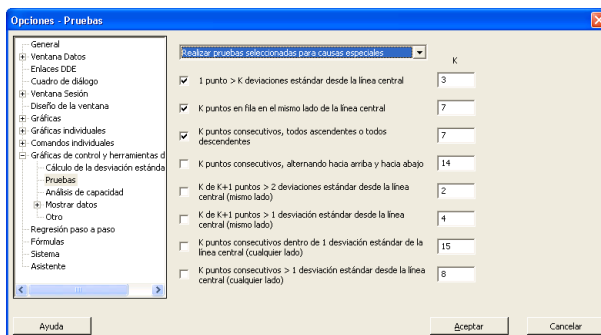 Opciones - Pruebas
General
Ventana Datos
Enlaces DDE
Cuadro de diálogo
Ventana Sesión
Diseño de la ventana
Gráficas
Gráficas individuales
Comandos individuales
Gráficas de control y herramientas d
Cálculo de la desviación estánda
Pruebas
Análisis de capacidad
Mostrar datos
Otro
Regresión paso a paso
Fórmulas
Sistema
Asistente
Realizar pruebas seleccionadas para causas especiales
K
1 punto > K deviaciones estándar desde la línea central
3
K puntos en fila en el mismo lado de la línea central
7
K puntos consecutivos, todos ascendentes o todos
descendentes
7
K puntos consecutivos, alternando hacia arriba y hacia abajo
14
K de K+1 puntos > 2 deviaciones estándar desde la línea
central (mismo lado)
2
K de K+1 puntos > 1 desviación estándar desde la línea
central (mismo lado)
4
K puntos consecutivos dentro de 1 desviación estándar de la
línea central (cualquier lado)
15
K puntos consecutivos > 1 desviación estándar desde la línea
central (cualquier lado)
8
Ayuda
Aceptar
Cancelar